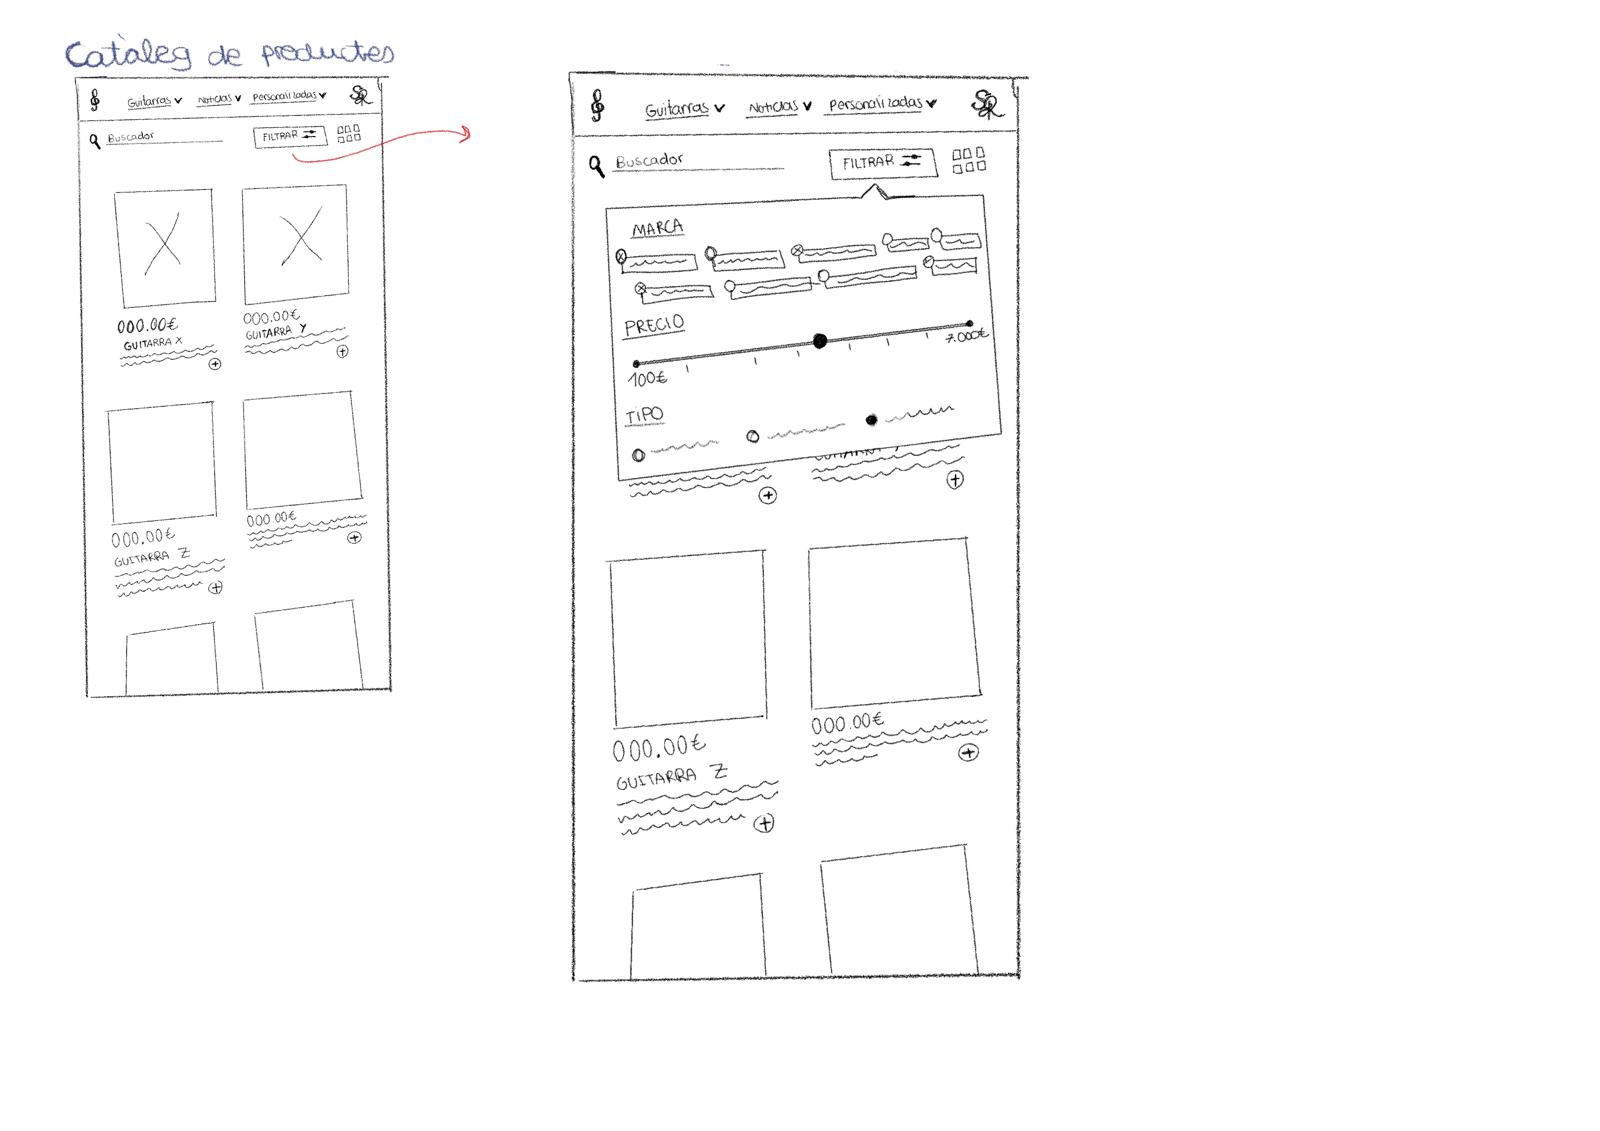 Catàleg de productes
Guitarras Noticias Personalizadas SR
Buscador FILTRAR
000.00€ 000.00€
GUITARRA X GUITARRA Y
000.00€ 000.00€
GUITARRA Z
Guitarras Noticias Personalizadas SR
Buscador FILTRAR
MARCA
PRECIO
100€ 7.000€
TIPO
000.00€ 000.00€
GUITARRA Z